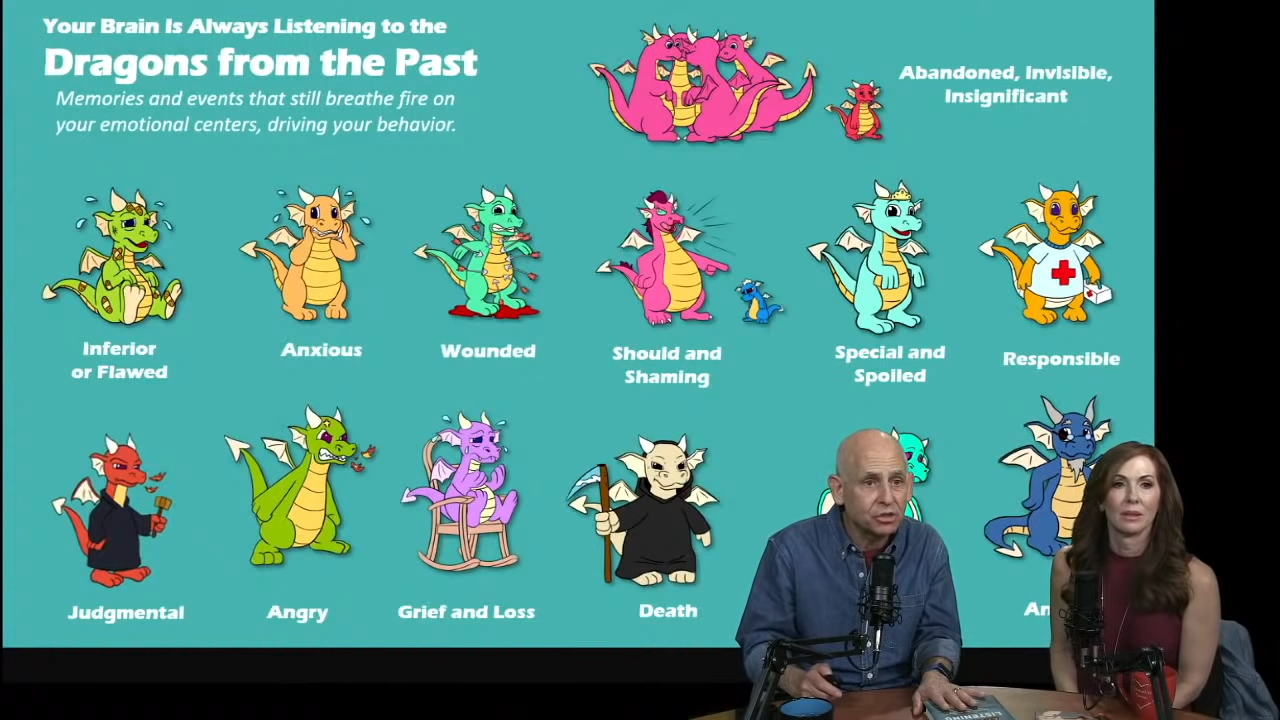 Your Brain Is Always Listening to the
Dragons from the Past
Memories and events that still breathe fire on
your emotional centers, driving your behavior.
Abandoned, Invisible,
Insignificant
Inferior
or Flawed
Anxious
Wounded
Should and
Shaming
Special and
Spoiled
Responsible
Judgmental
Angry
Grief and Loss
Death
An
LISTENING